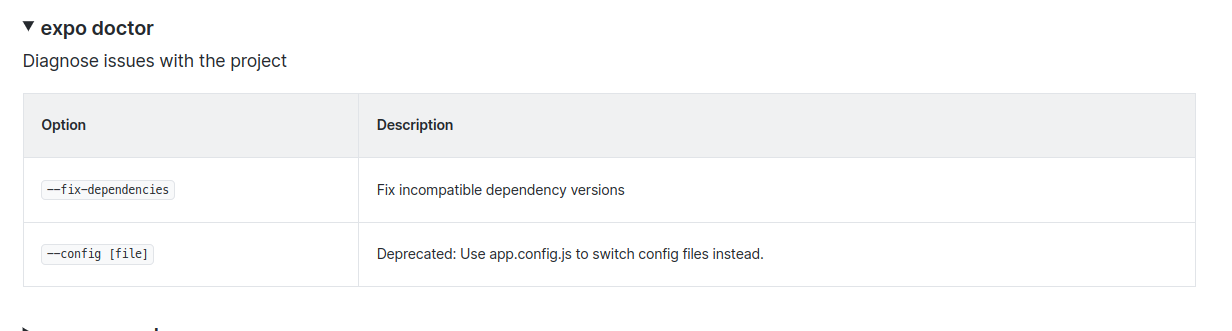 expo doctor
Diagnose issues with the project
Option Description
--fix-dependencies Fix incompatible dependency versions
--config [file] Deprecated: Use app.config.js to switch config files instead.